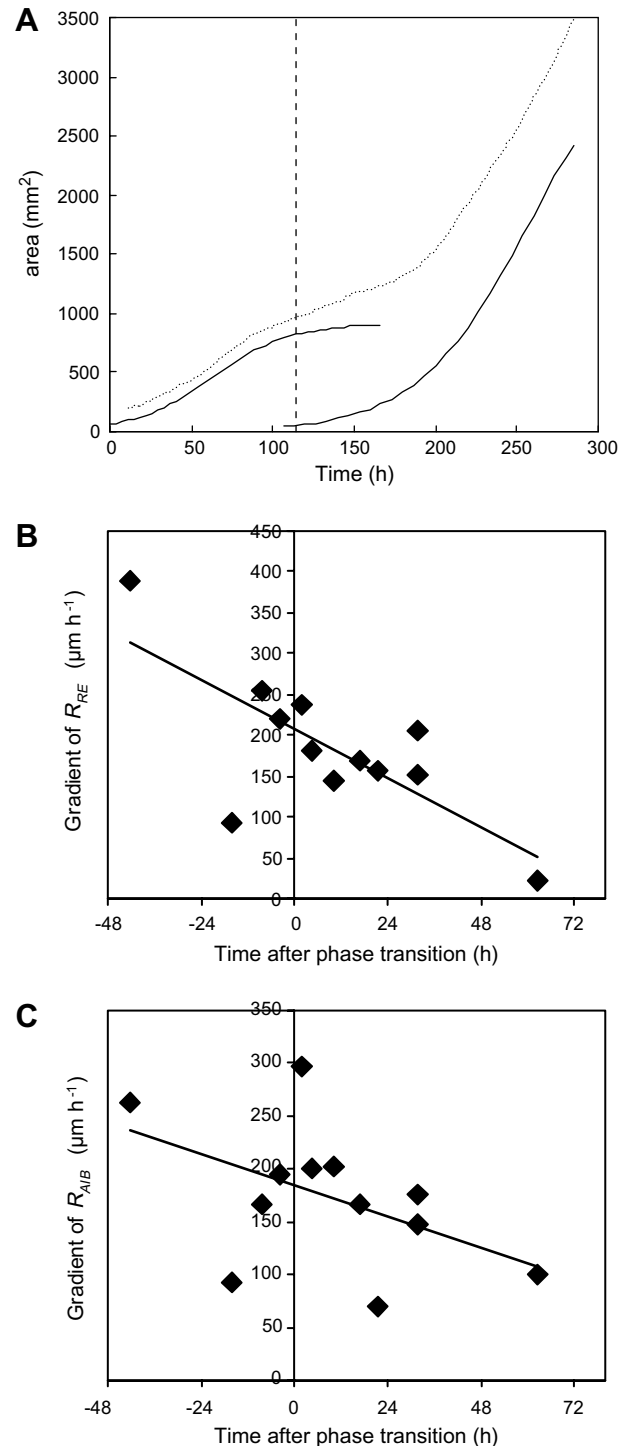 A
3500
3000
2500
2000
1500
1000
500
0
area (mm²)
0 50 100 150 200 250 300
Time (h)
B
450
400
350
300
250
200
150
100
50
0
Gradient of R_RE (µm h⁻¹)
-48 -24 0 24 48 72
Time after phase transition (h)
C
350
300
250
200
150
100
50
0
Gradient of R_AIB (µm h⁻¹)
-48 -24 0 24 48 72
Time after phase transition (h)